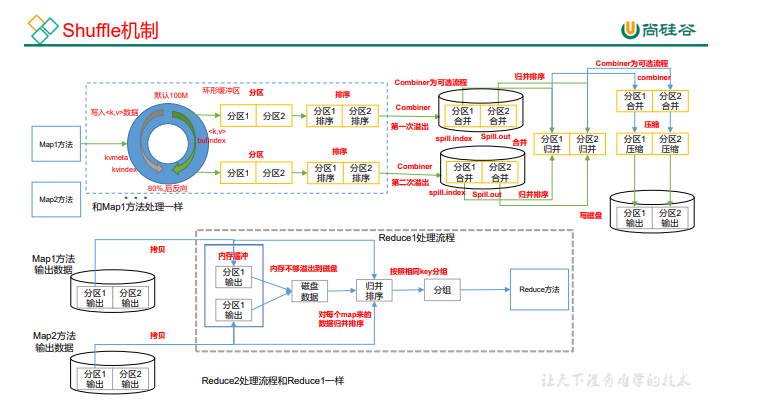 Shuffle机制
尚硅谷
默认100M
环形缓冲区
分区
排序
Combiner为可选流程
归并排序
Combiner为可选流程
combiner
写入<k,v>数据
<k,v>
bufindex
kvmeta
kvindex
80%,后反向
Map1方法
Map2方法
• • •
和Map1方法处理一样
分区1
分区2
分区1
排序
分区2
排序
Combiner
第一次溢出
分区1
合并
分区2
合并
spill.index
Spill.out
合并
分区
排序
分区1
分区2
分区1
排序
分区2
排序
Combiner
第二次溢出
分区1
合并
分区2
合并
spill.index
Spill.out
归并排序
分区1
归并
分区2
归并
分区1
合并
分区2
合并
压缩
分区1
压缩
分区2
压缩
写磁盘
分区1
输出
分区2
输出
Map1方法
输出数据
拷贝
分区1
输出
分区2
输出
Map2方法
输出数据
拷贝
分区1
输出
分区2
输出
Reduce1处理流程
内存缓冲
分区1
输出
分区1
输出
内存不够溢出到磁盘
磁盘
数据
归并
排序
对每个map来的
数据归并排序
按照相同key分组
分组
Reduce方法
Reduce2处理流程和Reduce1一样
让天下没有难学的技术